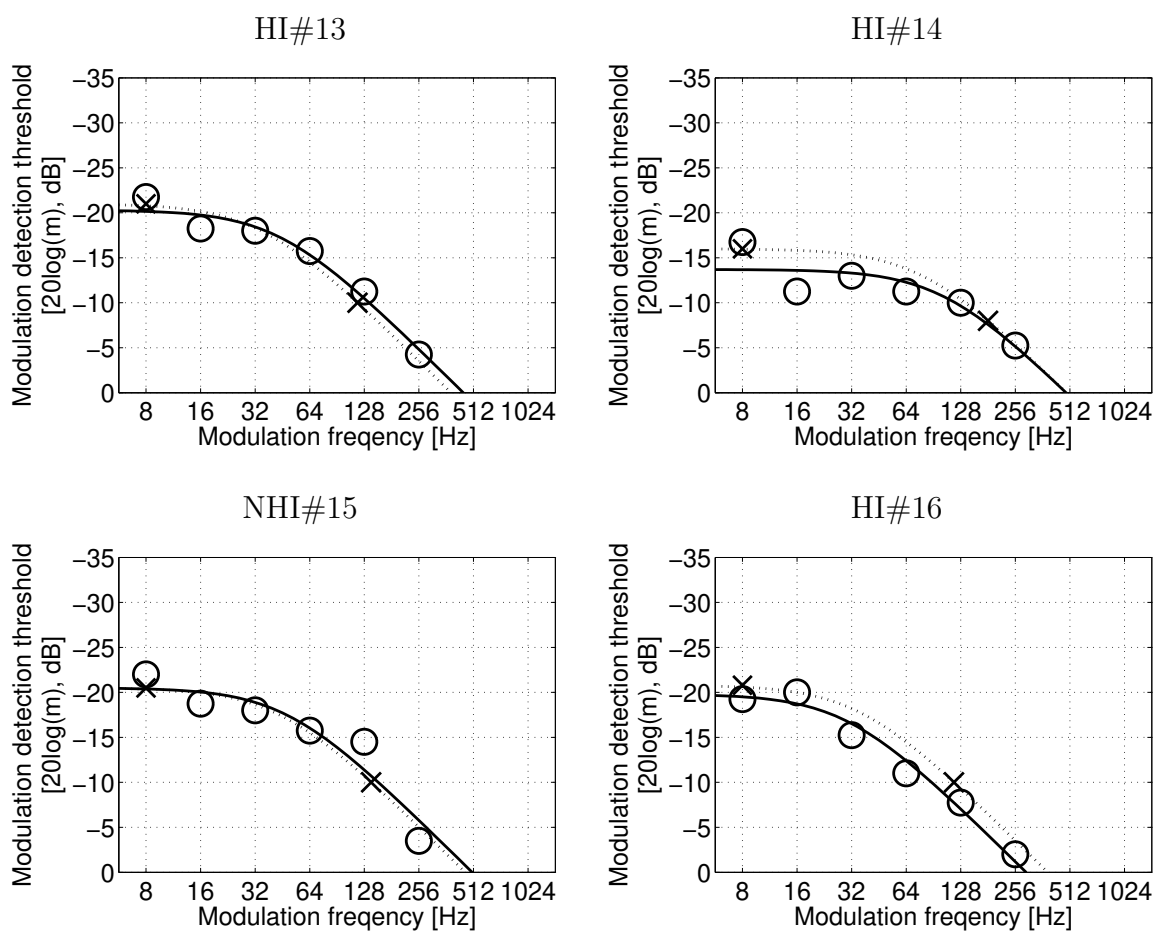 HI#13
Modulation detection threshold
[20log(m), dB]
−35
−30
−25
−20
−15
−10
−5
0
8 16 32 64 128 256 512 1024
Modulation freqency [Hz]
HI#14
Modulation detection threshold
[20log(m), dB]
−35
−30
−25
−20
−15
−10
−5
0
8 16 32 64 128 256 512 1024
Modulation freqency [Hz]
NHI#15
Modulation detection threshold
[20log(m), dB]
−35
−30
−25
−20
−15
−10
−5
0
8 16 32 64 128 256 512 1024
Modulation freqency [Hz]
HI#16
Modulation detection threshold
[20log(m), dB]
−35
−30
−25
−20
−15
−10
−5
0
8 16 32 64 128 256 512 1024
Modulation freqency [Hz]